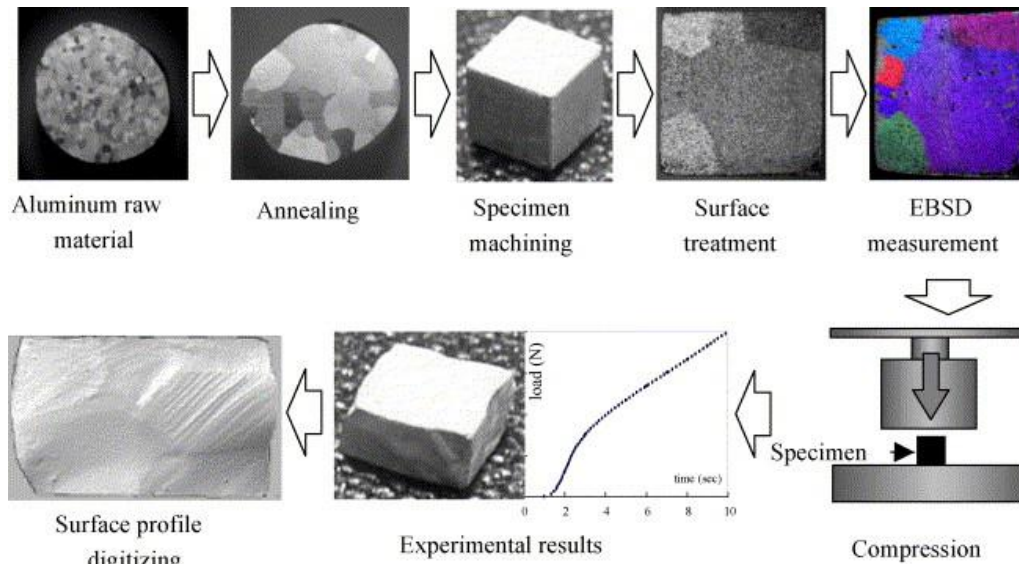 Aluminum raw
material
Annealing
Specimen
machining
Surface
treatment
EBSD
measurement
Specimen
Compression
load (N)
time (sec)
0 2 4 6 8 10
Experimental results
Surface profile
digitizing